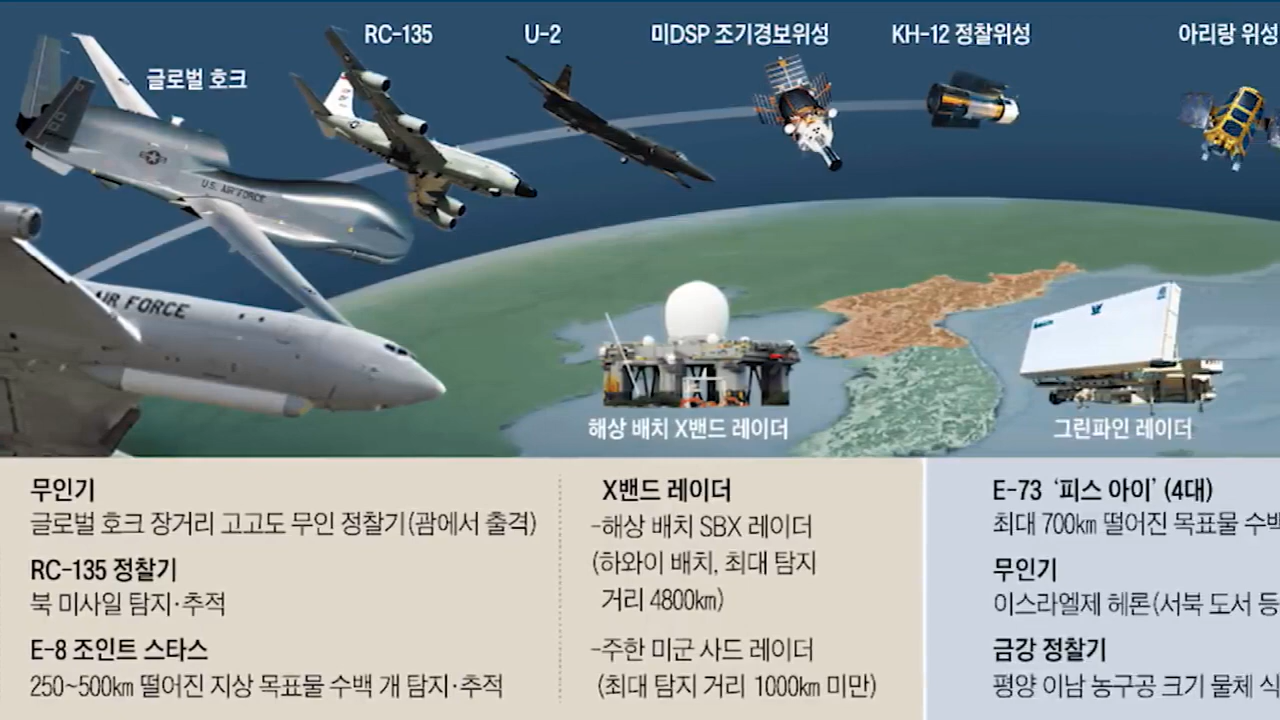 RC-135
U-2
미DSP 조기경보위성
KH-12 정찰위성
아리랑 위성
글로벌 호크
U.S. AIR FORCE
AIR FORCE
해상 배치 X밴드 레이더
그린파인 레이더
무인기
글로벌 호크 장거리 고고도 무인 정찰기(괌에서 출격)
RC-135 정찰기
북 미사일 탐지·추적
E-8 조인트 스타스
250~500㎞ 떨어진 지상 목표물 수백 개 탐지·추적
X밴드 레이더
-해상 배치 SBX 레이더
(하와이 배치, 최대 탐지
거리 4800㎞)
-주한 미군 사드 레이더
(최대 탐지 거리 1000㎞ 미만)
E-73 ‘피스 아이’ (4대)
최대 700㎞ 떨어진 목표물 수백
무인기
이스라엘제 헤론(서북 도서 등
금강 정찰기
평양 이남 농구공 크기 물체 식